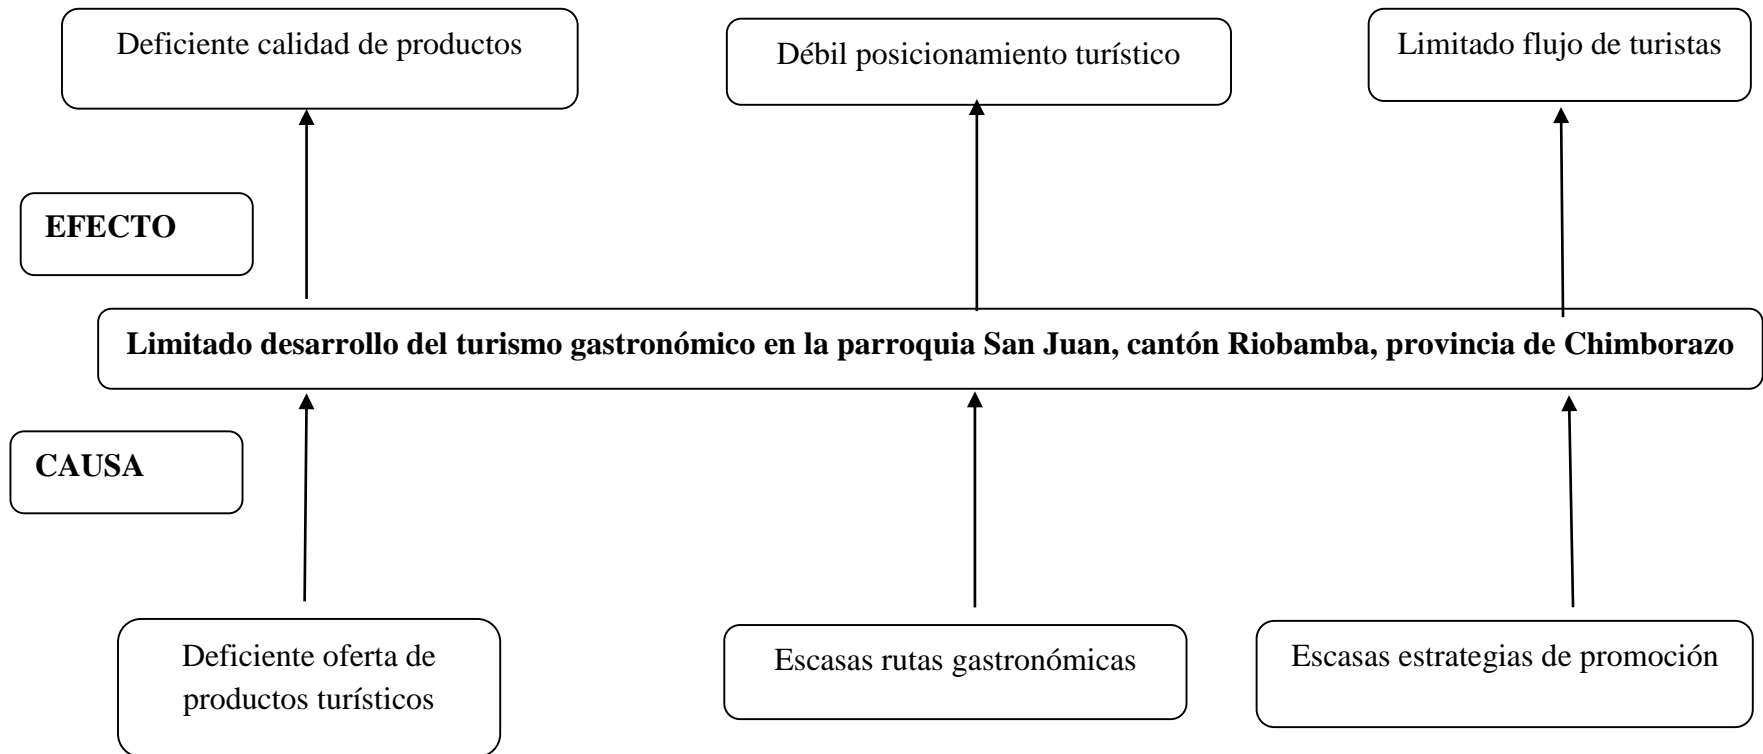 Deficiente calidad de productos
Débil posicionamiento turístico
Limitado flujo de turistas
EFECTO
Limitado desarrollo del turismo gastronómico en la parroquia San Juan, cantón Riobamba, provincia de Chimborazo
CAUSA
Deficiente oferta de
productos turísticos
Escasas rutas gastronómicas
Escasas estrategias de promoción